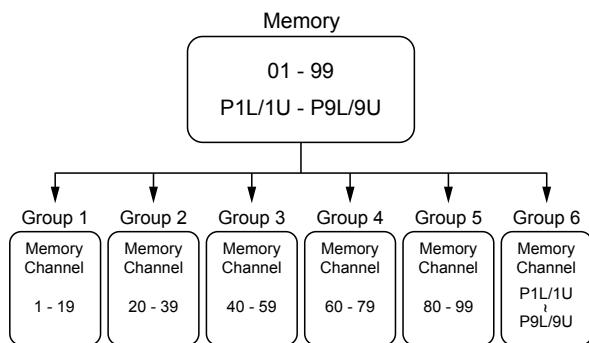 Memory
01 - 99
P1L/1U - P9L/9U
Group 1
Memory
Channel
1 - 19
Group 2
Memory
Channel
20 - 39
Group 3
Memory
Channel
40 - 59
Group 4
Memory
Channel
60 - 79
Group 5
Memory
Channel
80 - 99
Group 6
Memory
Channel
P1L/1U
~
P9L/9U